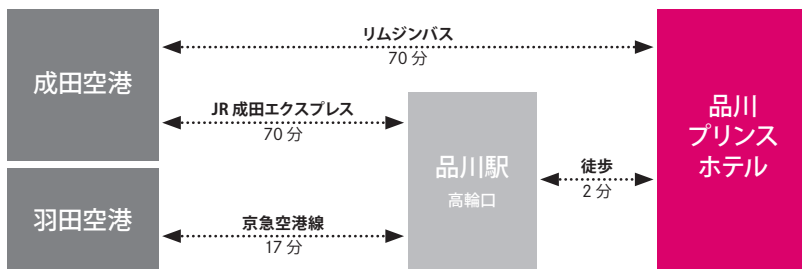 リムジンバス
70 分
成田空港
JR 成田エクスプレス
70 分
品川駅
高輪口
徒歩
2 分
品川
プリンス
ホテル
羽田空港
京急空港線
17 分